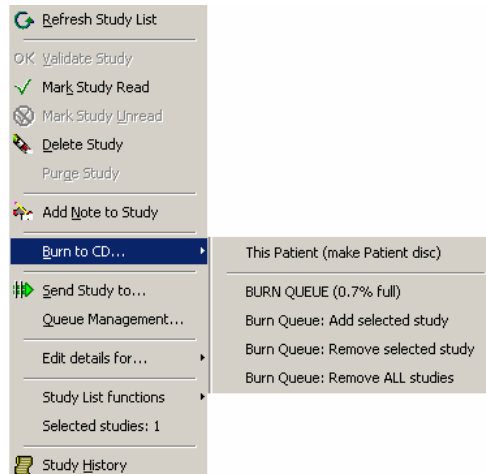 Refresh Study List
OK Validate Study
Mark Study Read
Mark Study Unread
Delete Study
Purge Study
Add Note to Study
Burn to CD...
This Patient (make Patient disc)
Send Study to...
BURN QUEUE (0.7% full)
Queue Management...
Burn Queue: Add selected study
Edit details for...
Burn Queue: Remove selected study
Burn Queue: Remove ALL studies
Study List functions
Selected studies: 1
Study History